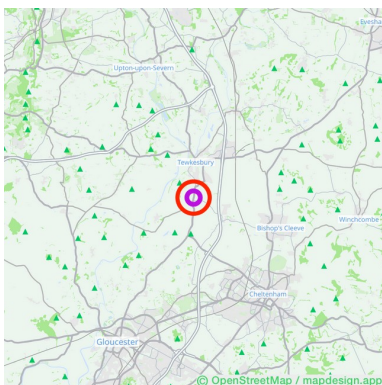 Evesha
Upton-upon-Severn
Tewkesbury
Winchcombe
Bishop's Cleeve
Cheltenham
Gloucester
© OpenStreetMap / mapdesign.app